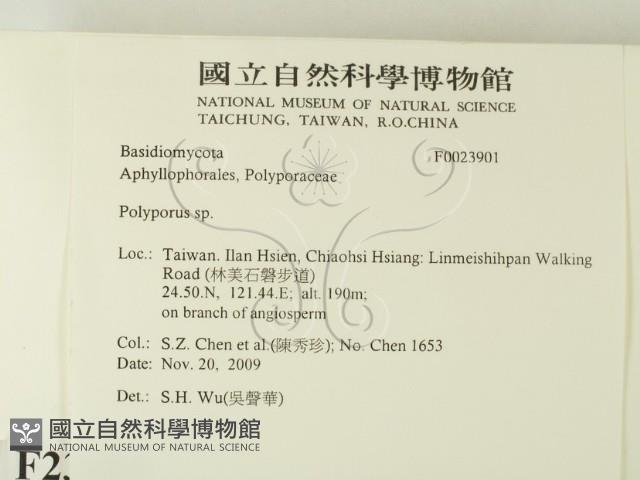 國立自然科學博物館
NATIONAL MUSEUM OF NATURAL SCIENCE
TAICHUNG, TAIWAN, R.O.CHINA
Basidiomycota F0023901
Aphyllophorales, Polyporaceae
Polyporus sp.
Loc.: Taiwan. Ilan Hsien, Chiaohsi Hsiang: Linmeishihpan Walking
Road (林美石磐步道)
24.50.N, 121.44.E; alt. 190m;
on branch of angiosperm
Col.: S.Z. Chen et al.(陳秀珍); No. Chen 1653
Date: Nov. 20, 2009
Det.: S.H. Wu(吳聲華)
國立自然科學博物館
NATIONAL MUSEUM OF NATURAL SCIENCE